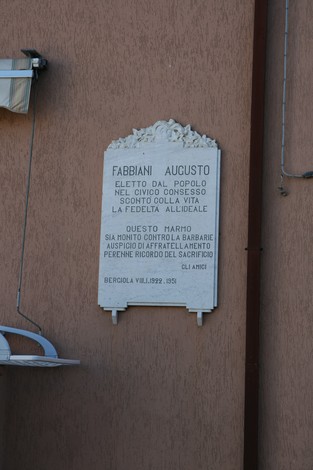 FABBIANI AUGUSTO
ELETTO DAL POPOLO
NEL CIVICO CONSESSO
SCONTÒ COLLA VITA
LA FEDELTÀ ALL'IDEALE
QUESTO MARMO
SIA MONITO CONTRO LA BARBARIE
AUSPICIO DI AFFRATELLAMENTO
PERENNE RICORDO DEL SACRIFICIO
GLI AMICI
BERGIOLA
1951